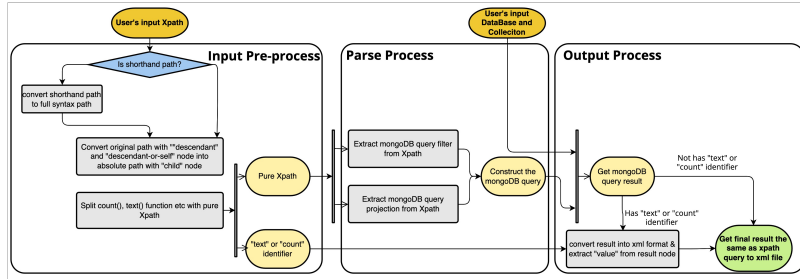 User's input Xpath
User's input DataBase and
Colleciton
Input Pre-process
Parse Process
Output Process
Is shorthand path?
convert shorthand path
to full syntax path
Convert original path with ""descendant"
and "descendant-or-self" node into
absolute path with "child" node
Split count(), text() function etc with pure
Xpath
Pure Xpath
"text" or "count"
identifier
Extract mongoDB query filter
from Xpath
Extract mongoDB query
projection from Xpath
Construct the
mongoDB query
Get mongoDB
query result
Not has "text" or
"count" identifier
Has "text" or "count"
identifier
convert result into xml format &
extract "value" from result node
Get final result the
same as xpath
query to xml file